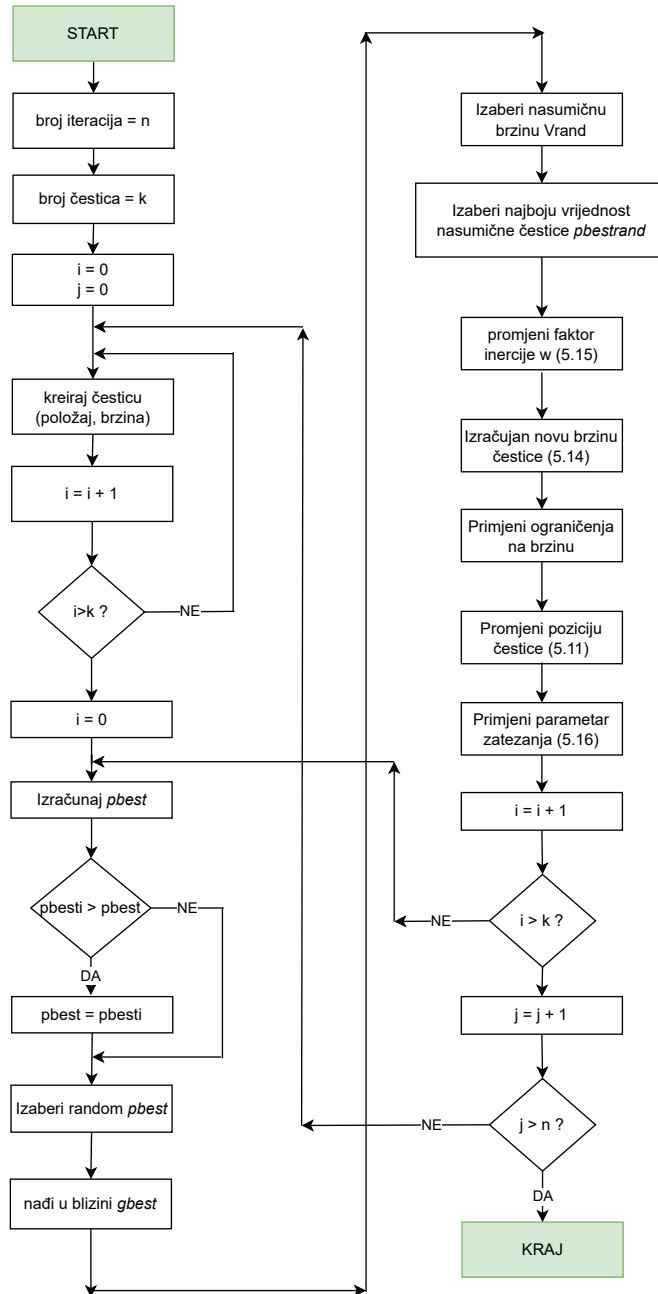 START
broj iteracija = n
broj čestica = k
i = 0
j = 0
kreiraj česticu
(položaj, brzina)
i = i + 1
i>k ?
NE
i = 0
Izračunaj pbest
pbesti > pbest
NE
DA
pbest = pbesti
Izaberi random pbest
nađi u blizini gbest
Izaberi nasumičnu
brzinu Vrand
Izaberi najboju vrijednost
nasumične čestice pbestrand
promjeni faktor
inercije w (5.15)
Izračujan novu brzinu
čestice (5.14)
Primjeni ograničenja
na brzinu
Promjeni poziciju
čestice (5.11)
Primjeni parametar
zatezanja (5.16)
i = i + 1
i > k ?
NE
j = j + 1
j > n ?
NE
DA
KRAJ